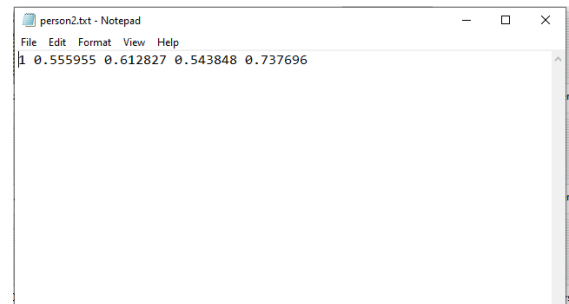 person2.txt - Notepad
File Edit Format View Help
1 0.555955 0.612827 0.543848 0.737696